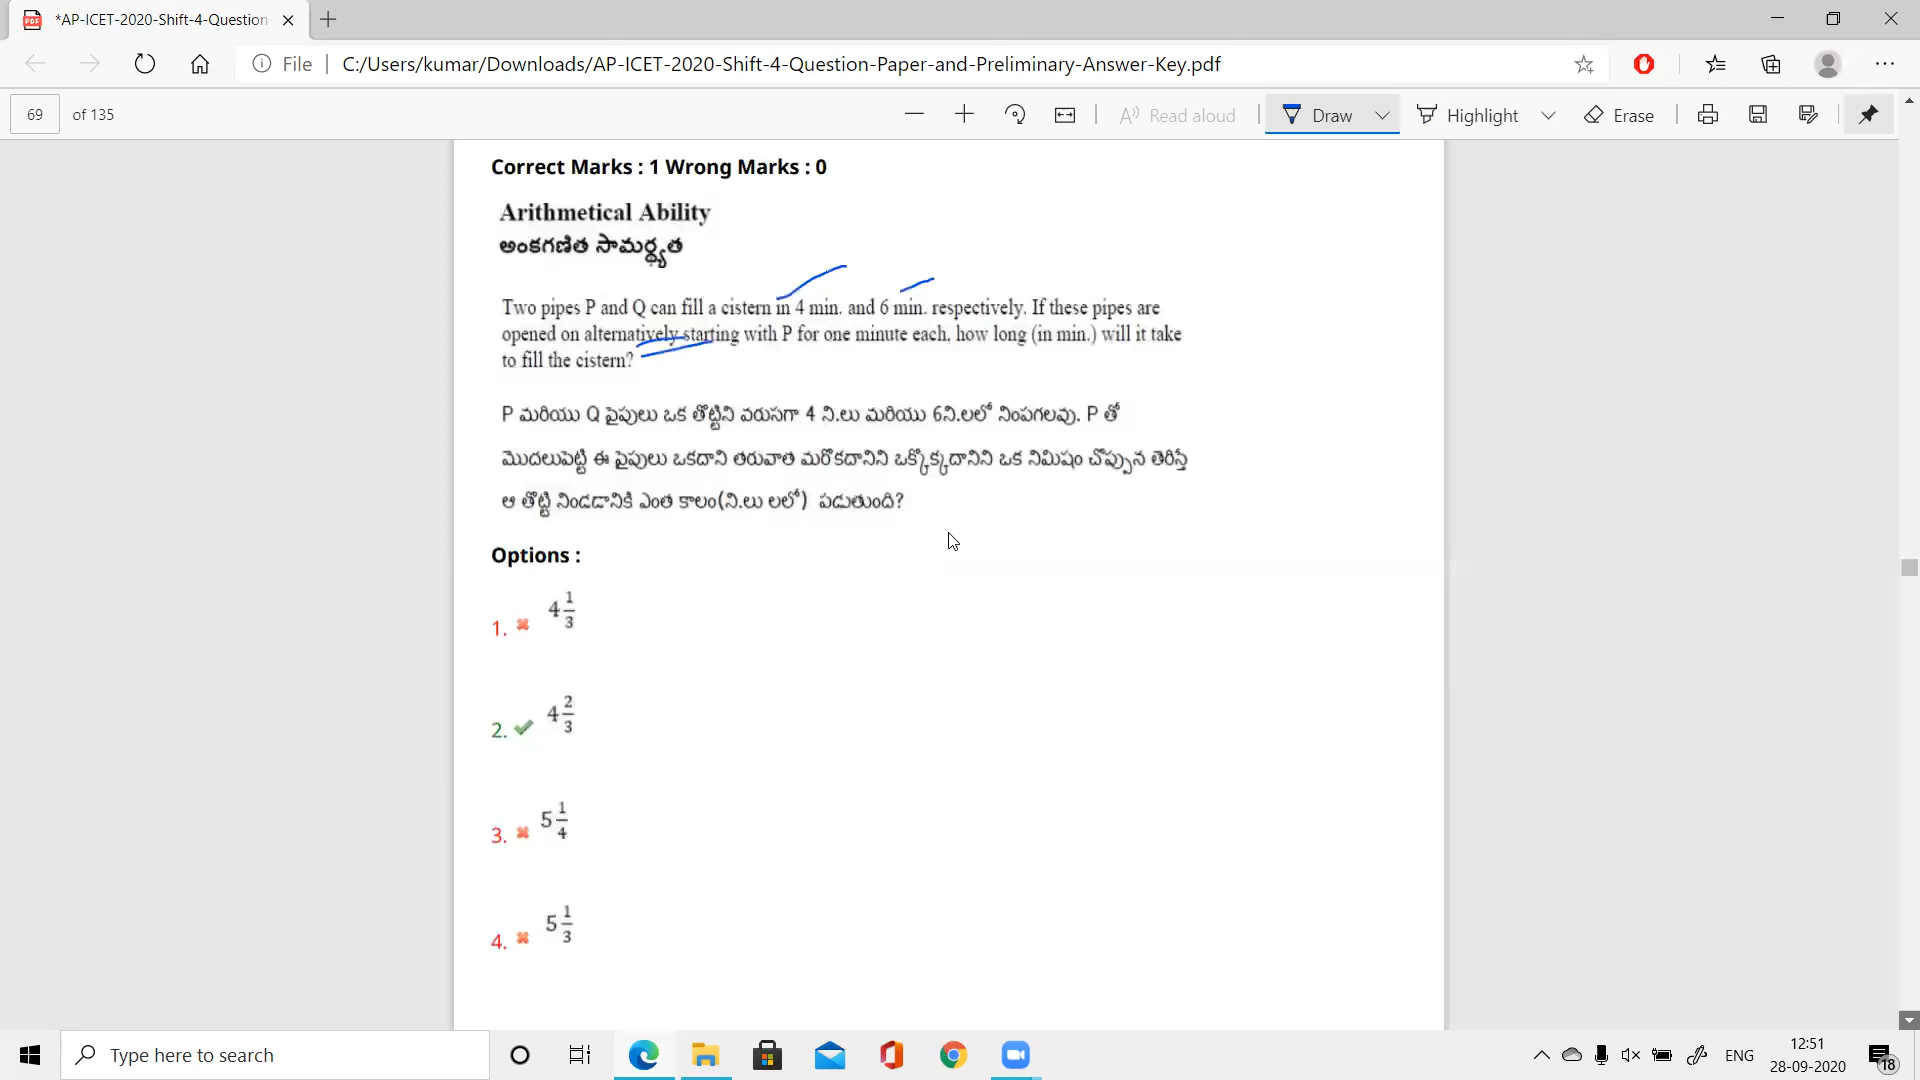 *AP-ICET-2020-Shift-4-Question
File
C:/Users/kumar/Downloads/AP-ICET-2020-Shift-4-Question-Paper-and-Preliminary-Answer-Key.pdf
69 of 135
Read aloud
Draw
Highlight
Erase
Correct Marks : 1 Wrong Marks : 0
Arithmetical Ability
అంకగణిత సామర్థ్యత
Two pipes P and Q can fill a cistern in 4 min. and 6 min. respectively. If these pipes are
opened on alternatively starting with P for one minute each, how long (in min.) will it take
to fill the cistern?
P మరియు Q పైపులు ఒక తొట్టిని వరుసగా 4 ని.లు మరియు 6ని.లలో నింపగలవు. P తో
మొదలుపెట్టి ఈ పైపులు ఒకదాని తరువాత మరొకదానిని ఒక్కొక్కదానిని ఒక నిమిషం చొప్పున తెరిస్తే
ఆ తొట్టి నిండడానికి ఎంత కాలం(ని.లు లలో) పడుతుంది?
Options :
1. 4 1/3
2. 4 2/3
3. 5 1/4
4. 5 1/3
Type here to search
ENG
12:51
28-09-2020
18